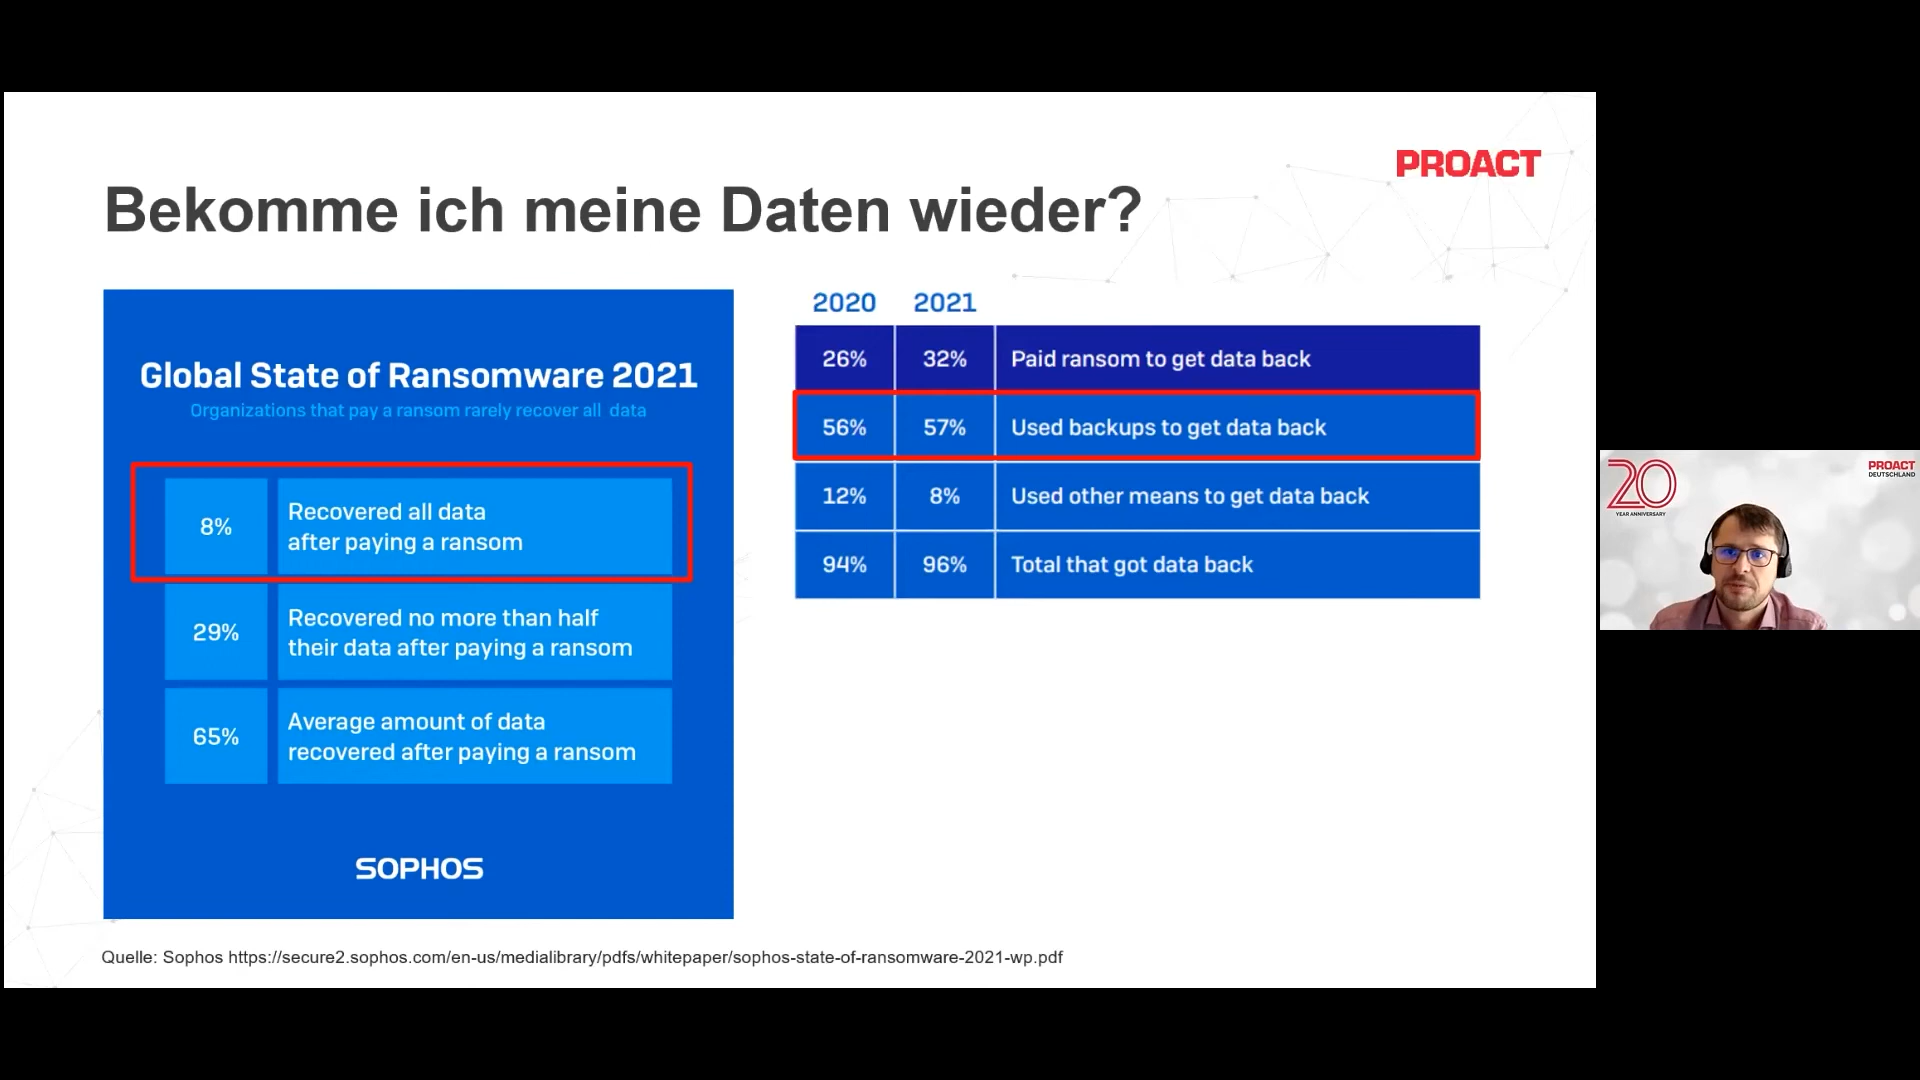 PROACT
Bekomme ich meine Daten wieder?
Global State of Ransomware 2021
Organizations that pay a ransom rarely recover all data
8%
Recovered all data
after paying a ransom
29%
Recovered no more than half
their data after paying a ransom
65%
Average amount of data
recovered after paying a ransom
SOPHOS
2020 2021
26% 32% Paid ransom to get data back
56% 57% Used backups to get data back
12% 8% Used other means to get data back
94% 96% Total that got data back
Quelle: Sophos https://secure2.sophos.com/en-us/medialibrary/pdfs/whitepaper/sophos-state-of-ransomware-2021-wp.pdf
20
YEAR ANNIVERSARY
PROACT
DEUTSCHLAND